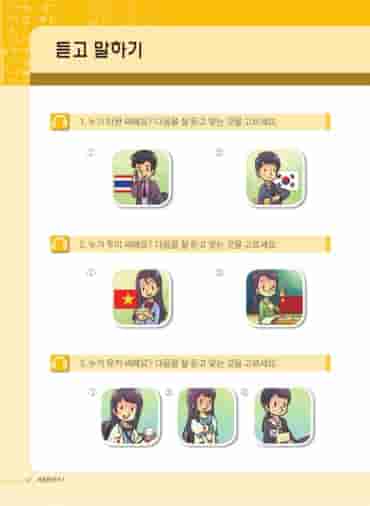 듣고 말하기
1. 누가 타완 씨예요? 다음을 잘 듣고 맞는 것을 고르세요.
① ②
2. 누가 투이 씨예요? 다음을 잘 듣고 맞는 것을 고르세요.
① ②
3. 누가 유카 씨예요? 다음을 잘 듣고 맞는 것을 고르세요.
① ② ③